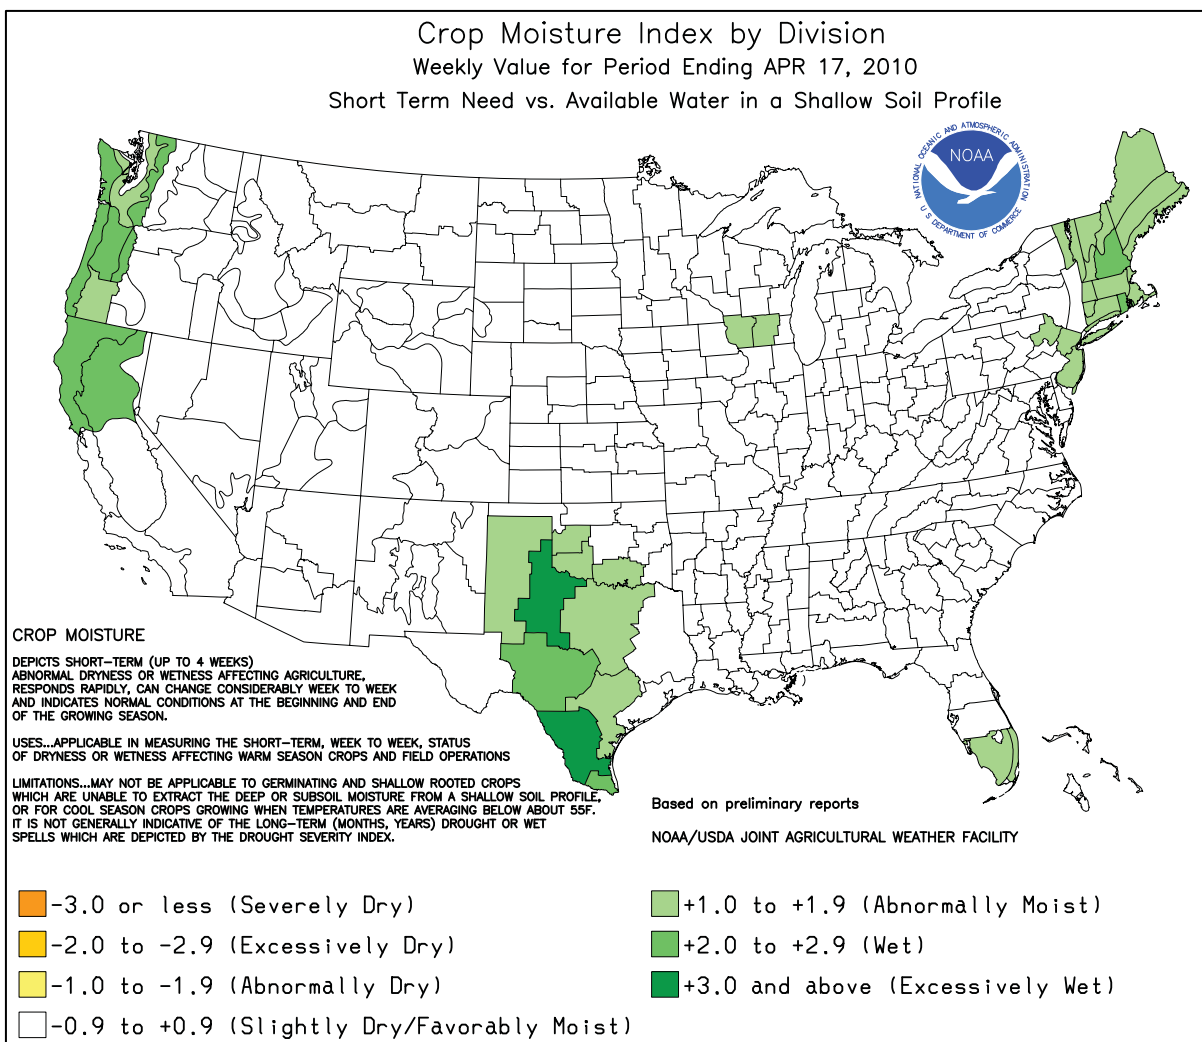 Crop Moisture Index by Division
Weekly Value for Period Ending APR 17, 2010
Short Term Need vs. Available Water in a Shallow Soil Profile
NATIONAL OCEANIC AND ATMOSPHERIC ADMINISTRATION
NOAA
U.S. DEPARTMENT OF COMMERCE
CROP MOISTURE
DEPICTS SHORT-TERM (UP TO 4 WEEKS)
ABNORMAL DRYNESS OR WETNESS AFFECTING AGRICULTURE,
RESPONDS RAPIDLY, CAN CHANGE CONSIDERABLY WEEK TO WEEK
AND INDICATES NORMAL CONDITIONS AT THE BEGINNING AND END
OF THE GROWING SEASON.
USES...APPLICABLE IN MEASURING THE SHORT-TERM, WEEK TO WEEK, STATUS
OF DRYNESS OR WETNESS AFFECTING WARM SEASON CROPS AND FIELD OPERATIONS
LIMITATIONS...MAY NOT BE APPLICABLE TO GERMINATING AND SHALLOW ROOTED CROPS
WHICH ARE UNABLE TO EXTRACT THE DEEP OR SUBSOIL MOISTURE FROM A SHALLOW SOIL PROFILE,
OR FOR COOL SEASON CROPS GROWING WHEN TEMPERATURES ARE AVERAGING BELOW ABOUT 55F.
IT IS NOT GENERALLY INDICATIVE OF THE LONG-TERM (MONTHS, YEARS) DROUGHT OR WET
SPELLS WHICH ARE DEPICTED BY THE DROUGHT SEVERITY INDEX.
Based on preliminary reports
NOAA/USDA JOINT AGRICULTURAL WEATHER FACILITY
-3.0 or less (Severely Dry)
-2.0 to -2.9 (Excessively Dry)
-1.0 to -1.9 (Abnormally Dry)
-0.9 to +0.9 (Slightly Dry/Favorably Moist)
+1.0 to +1.9 (Abnormally Moist)
+2.0 to +2.9 (Wet)
+3.0 and above (Excessively Wet)